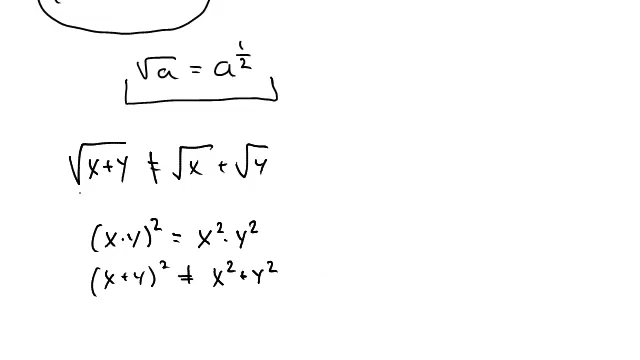 √a = a^{1/2}
√(x+y) ≠ √x + √y
(x·y)² = x²·y²
(x+y)² ≠ x²+y²